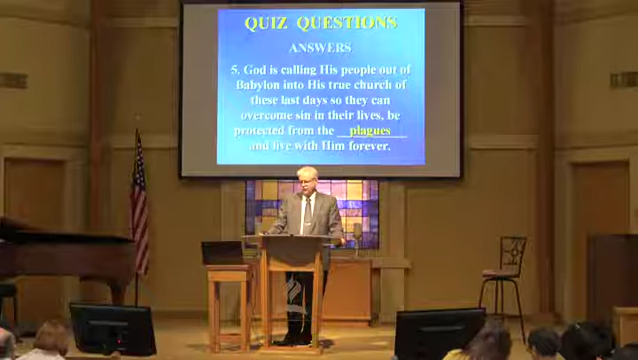 QUIZ QUESTIONS
ANSWERS
5. God is calling His people out of
Babylon into His true church of
these last days so they can
overcome sin in their lives, be
protected from the __plagues__
and live with Him forever.